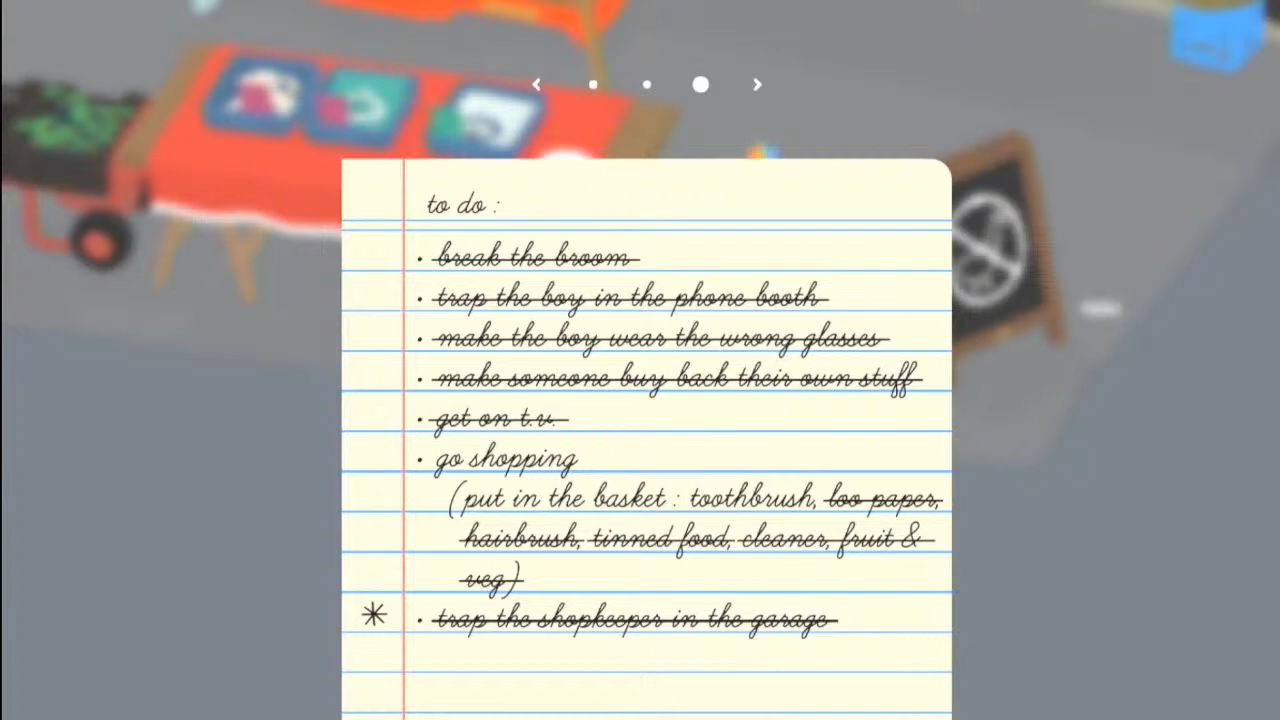 to do :
• break the broom
• trap the boy in the phone booth
• make the boy wear the wrong glasses
• make someone buy back their own stuff
• get on t.v.
• go shopping
(put in the basket : toothbrush, loo paper,
hairbrush, tinned food, cleaner, fruit &
veg)
• trap the shopkeeper in the garage